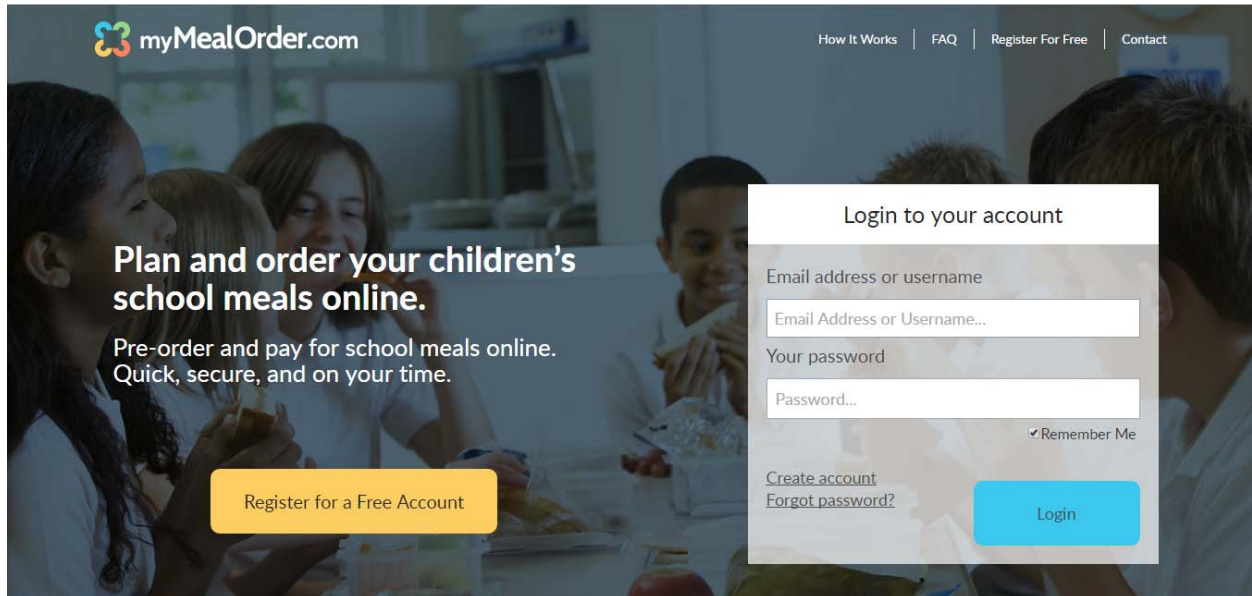 myMealOrder.com
How It Works | FAQ | Register For Free | Contact
Login to your account
Plan and order your children's
school meals online.
Pre-order and pay for school meals online.
Quick, secure, and on your time.
Register for a Free Account
Email address or username
Email Address or Username...
Your password
Password...
Remember Me
Create account
Forgot password?
Login